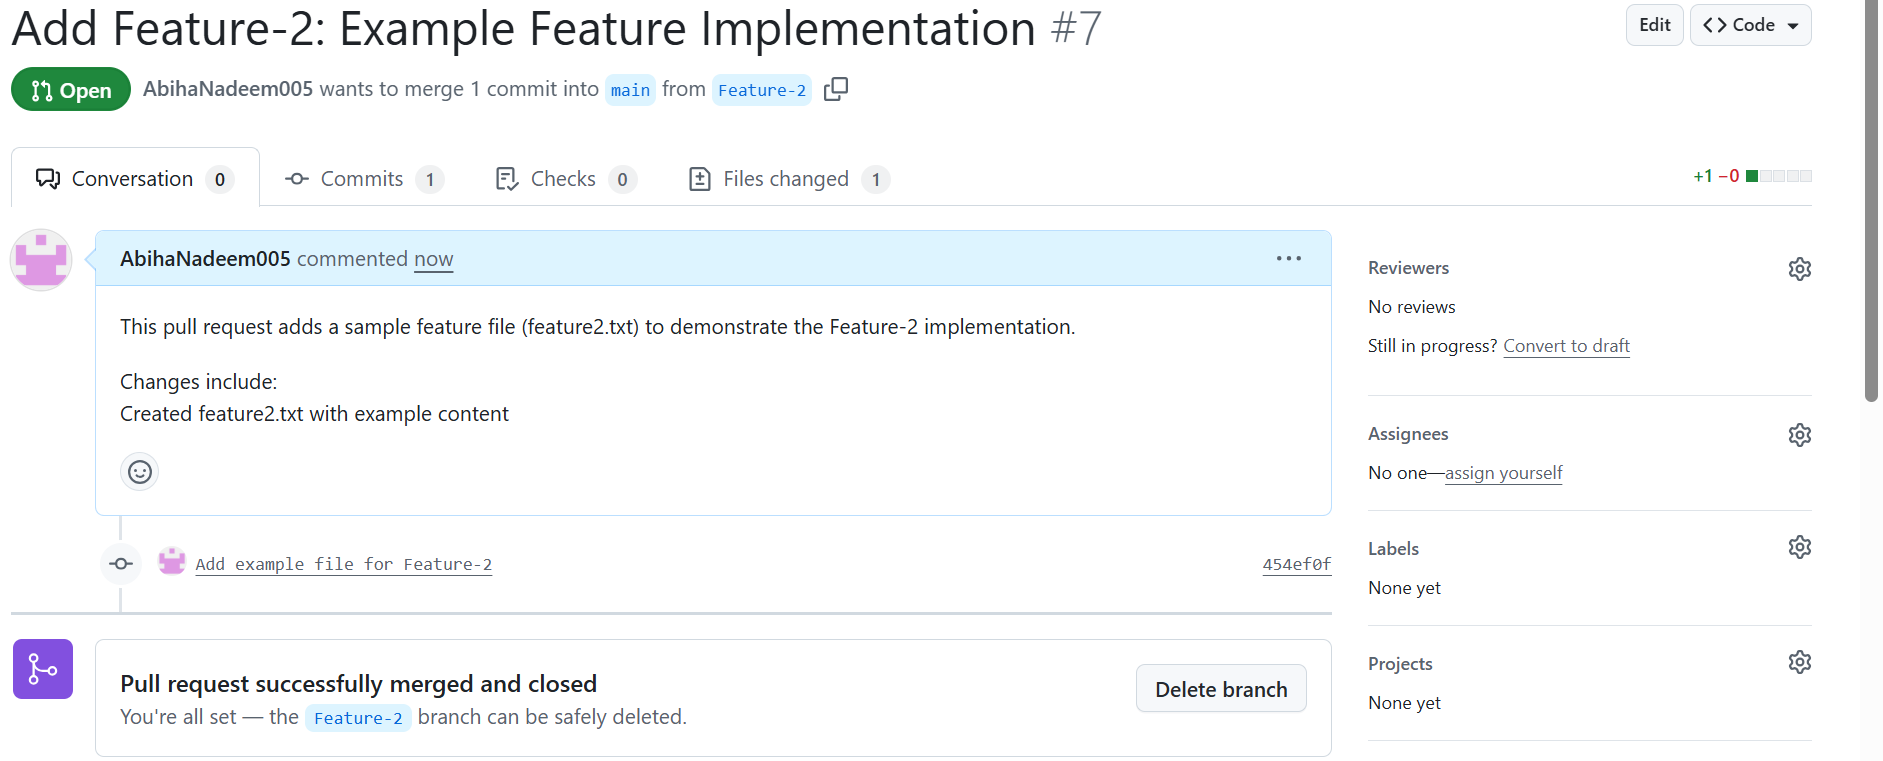 Add Feature-2: Example Feature Implementation #7
Edit
<> Code
Open
AbihaNadeem005 wants to merge 1 commit into main from Feature-2
Conversation 0
Commits 1
Checks 0
Files changed 1
+1 −0
AbihaNadeem005 commented now
This pull request adds a sample feature file (feature2.txt) to demonstrate the Feature-2 implementation.
Changes include:
Created feature2.txt with example content
Add example file for Feature-2
454ef0f
Pull request successfully merged and closed
You're all set — the Feature-2 branch can be safely deleted.
Delete branch
Reviewers
No reviews
Still in progress? Convert to draft
Assignees
No one—assign yourself
Labels
None yet
Projects
None yet